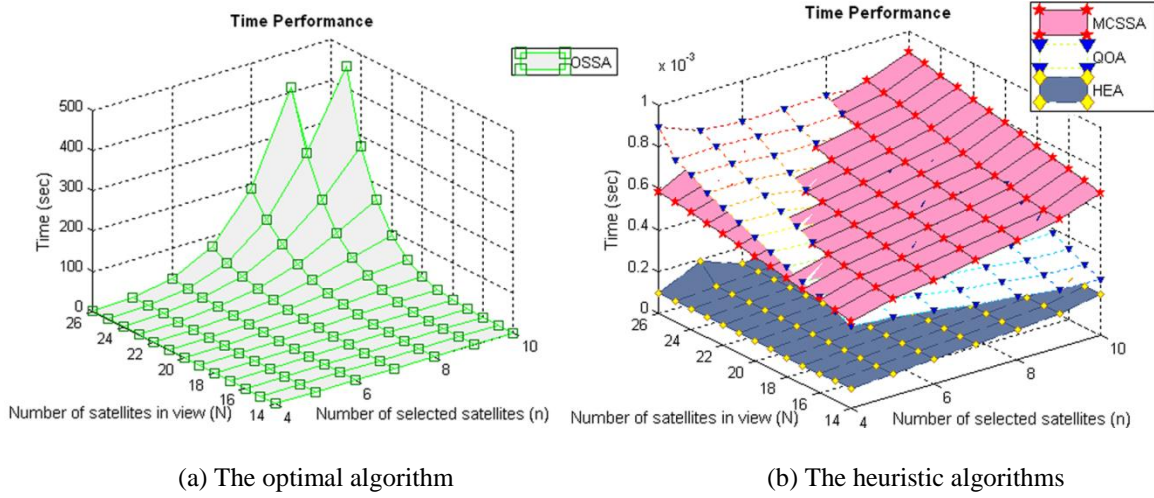 Time Performance
OSSA
500
400
300
200
100
0
Time (sec)
26
24
22
20
18
16
14
4
6
8
10
Number of satellites in view (N)
Number of selected satellites (n)
(a) The optimal algorithm
Time Performance
MCSSA
QOA
HEA
x 10⁻³
1
0.8
0.6
0.4
0.2
0
Time (sec)
26
24
22
20
18
16
14
4
6
8
10
Number of satellites in view (N)
Number of selected satellites (n)
(b) The heuristic algorithms